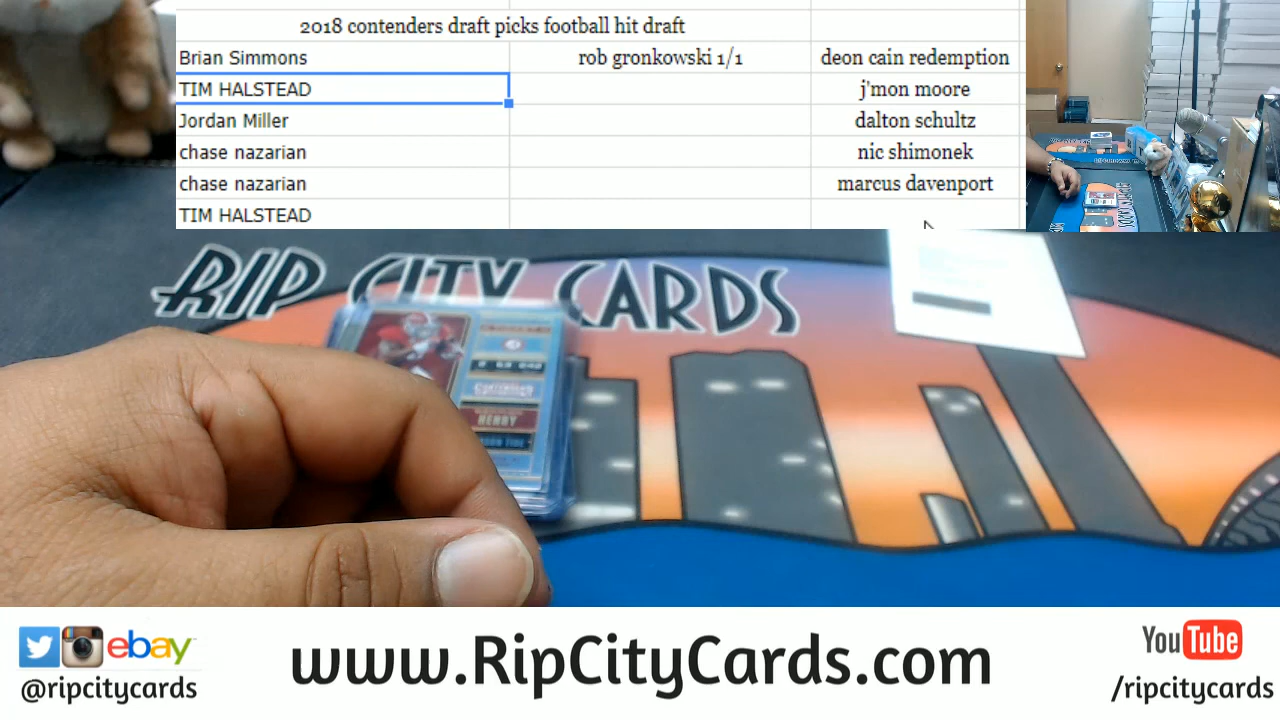 2018 contenders draft picks football hit draft
Brian Simmons rob gronkowski 1/1 deon cain redemption
TIM HALSTEAD j'mon moore
Jordan Miller dalton schultz
chase nazarian nic shimonek
chase nazarian marcus davenport
TIM HALSTEAD
RIP CITY CARDS
HENRY
ebay
@ripcitycards
www.RipCityCards.com
YouTube
/ripcitycards